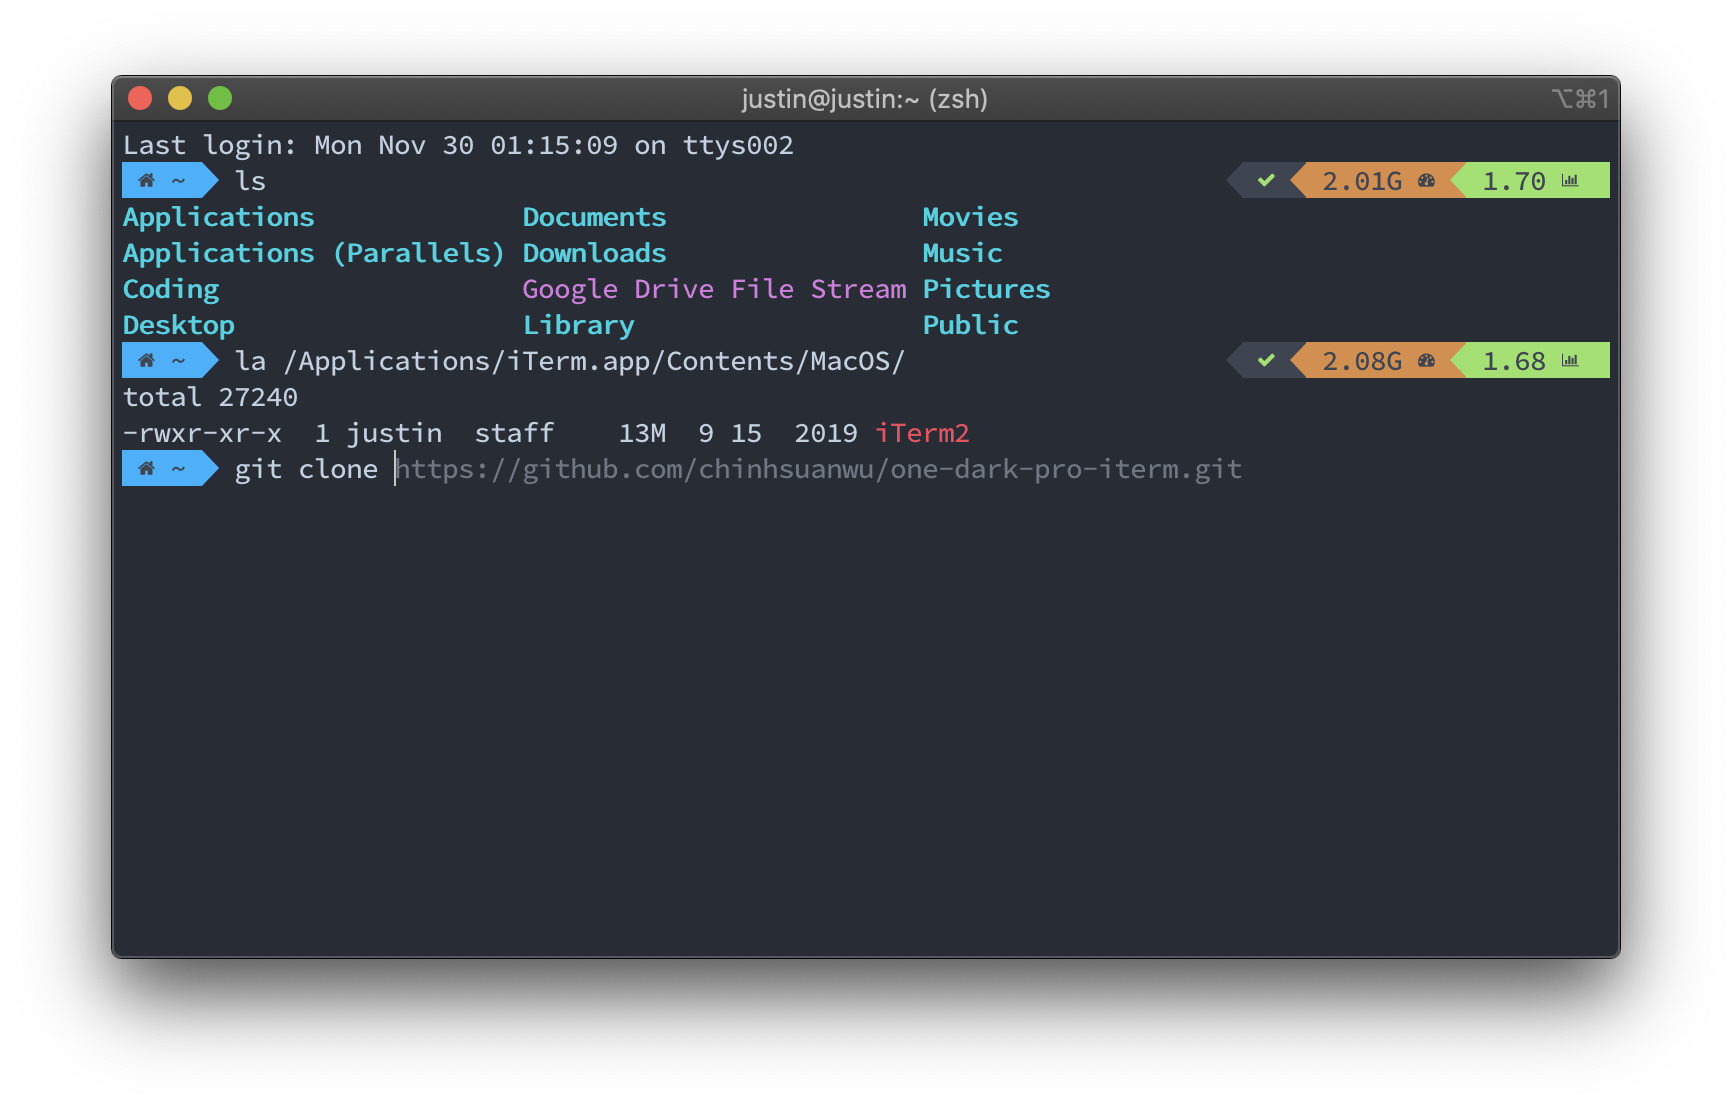 justin@justin:~ (zsh) ⌥⌘1
Last login: Mon Nov 30 01:15:09 on ttys002
~ ls 2.01G 1.70
Applications Documents Movies
Applications (Parallels) Downloads Music
Coding Google Drive File Stream Pictures
Desktop Library Public
~ la /Applications/iTerm.app/Contents/MacOS/ 2.08G 1.68
total 27240
-rwxr-xr-x 1 justin staff 13M 9 15 2019 iTerm2
~ git clone https://github.com/chinhsuanwu/one-dark-pro-iterm.git